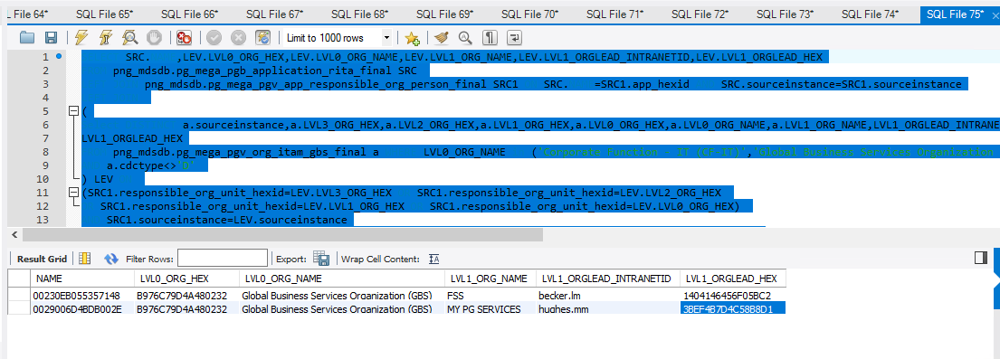 L File 64* SQL File 65* SQL File 66* SQL File 67* SQL File 68* SQL File 69* SQL File 70* SQL File 71* SQL File 72* SQL File 73* SQL File 74* SQL File 75*
Limit to 1000 rows
1 SRC. ,LEV.LVL0_ORG_HEX,LEV.LVL0_ORG_NAME,LEV.LVL1_ORG_NAME,LEV.LVL1_ORGLEAD_INTRANETID,LEV.LVL1_ORGLEAD_HEX
2 png_mdsdb.pg_mega_pgb_application_rita_final SRC
3 png_mdsdb.pg_mega_pgv_app_responsible_org_person_final SRC1 SRC. =SRC1.app_hexid SRC.sourceinstance=SRC1.sourceinstance
4
5 (
6 a.sourceinstance,a.LVL3_ORG_HEX,a.LVL2_ORG_HEX,a.LVL1_ORG_HEX,a.LVL0_ORG_HEX,a.LVL0_ORG_NAME,a.LVL1_ORG_NAME,LVL1_ORGLEAD_INTRANE
7 LVL1_ORGLEAD_HEX
8 png_mdsdb.pg_mega_pgv_org_itam_gbs_final a LVL0_ORG_NAME ('Corporate Function - IT (CF-IT)','Global Business Services Organization
9 a.cdctype<>'D'
10 ) LEV
11 (SRC1.responsible_org_unit_hexid=LEV.LVL3_ORG_HEX SRC1.responsible_org_unit_hexid=LEV.LVL2_ORG_HEX
12 SRC1.responsible_org_unit_hexid=LEV.LVL1_ORG_HEX SRC1.responsible_org_unit_hexid=LEV.LVL0_ORG_HEX)
13 SRC1.sourceinstance=LEV.sourceinstance
Result Grid Filter Rows: Export: Wrap Cell Content:
NAME LVL0_ORG_HEX LVL0_ORG_NAME LVL1_ORG_NAME LVL1_ORGLEAD_INTRANETID LVL1_ORGLEAD_HEX
00230EB055357148 B976C79D4A480232 Global Business Services Organization (GBS) FSS becker.lm 1404146456F05BC2
0029006D4BDB002E B976C79D4A480232 Global Business Services Organization (GBS) MY PG SERVICES hughes.mm 3BEF4B7D4C58B8D1